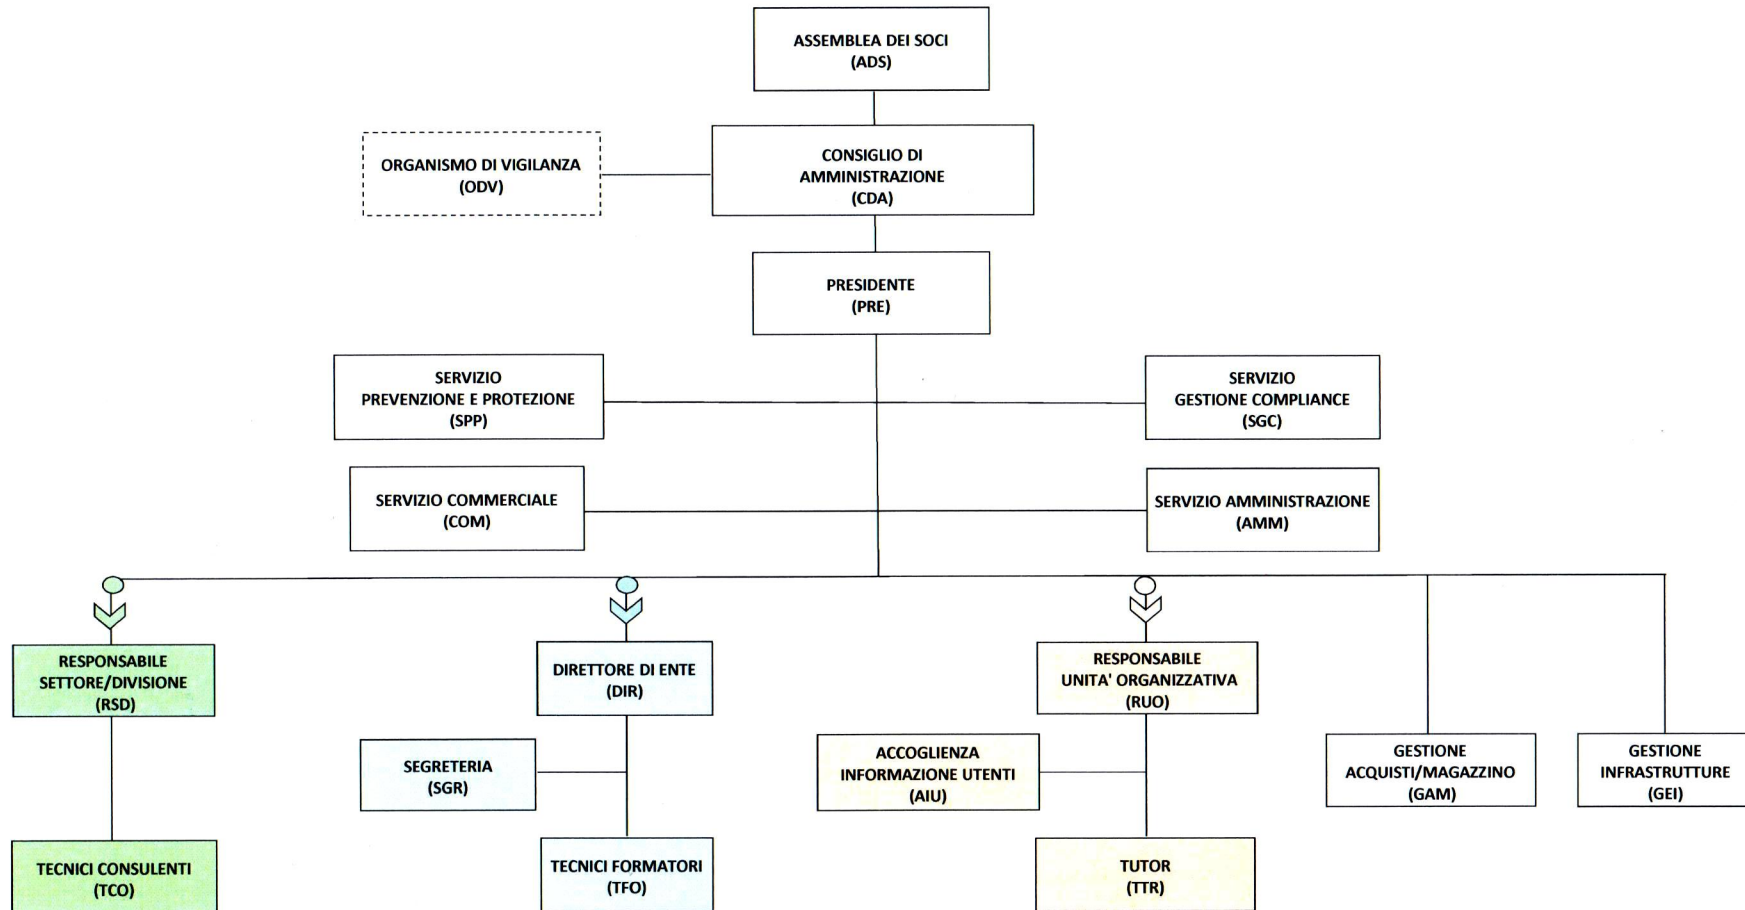 ASSEMBLEA DEI SOCI
(ADS)
ORGANISMO DI VIGILANZA
(ODV)
CONSIGLIO DI
AMMINISTRAZIONE
(CDA)
PRESIDENTE
(PRE)
SERVIZIO
PREVENZIONE E PROTEZIONE
(SPP)
SERVIZIO
GESTIONE COMPLIANCE
(SGC)
SERVIZIO COMMERCIALE
(COM)
SERVIZIO AMMINISTRAZIONE
(AMM)
RESPONSABILE
SETTORE/DIVISIONE
(RSD)
DIRETTORE DI ENTE
(DIR)
RESPONSABILE
UNITA' ORGANIZZATIVA
(RUO)
SEGRETERIA
(SGR)
ACCOGLIENZA
INFORMAZIONE UTENTI
(AIU)
GESTIONE
ACQUISTI/MAGAZZINO
(GAM)
GESTIONE
INFRASTRUTTURE
(GEI)
TECNICI CONSULENTI
(TCO)
TECNICI FORMATORI
(TFO)
TUTOR
(TTR)